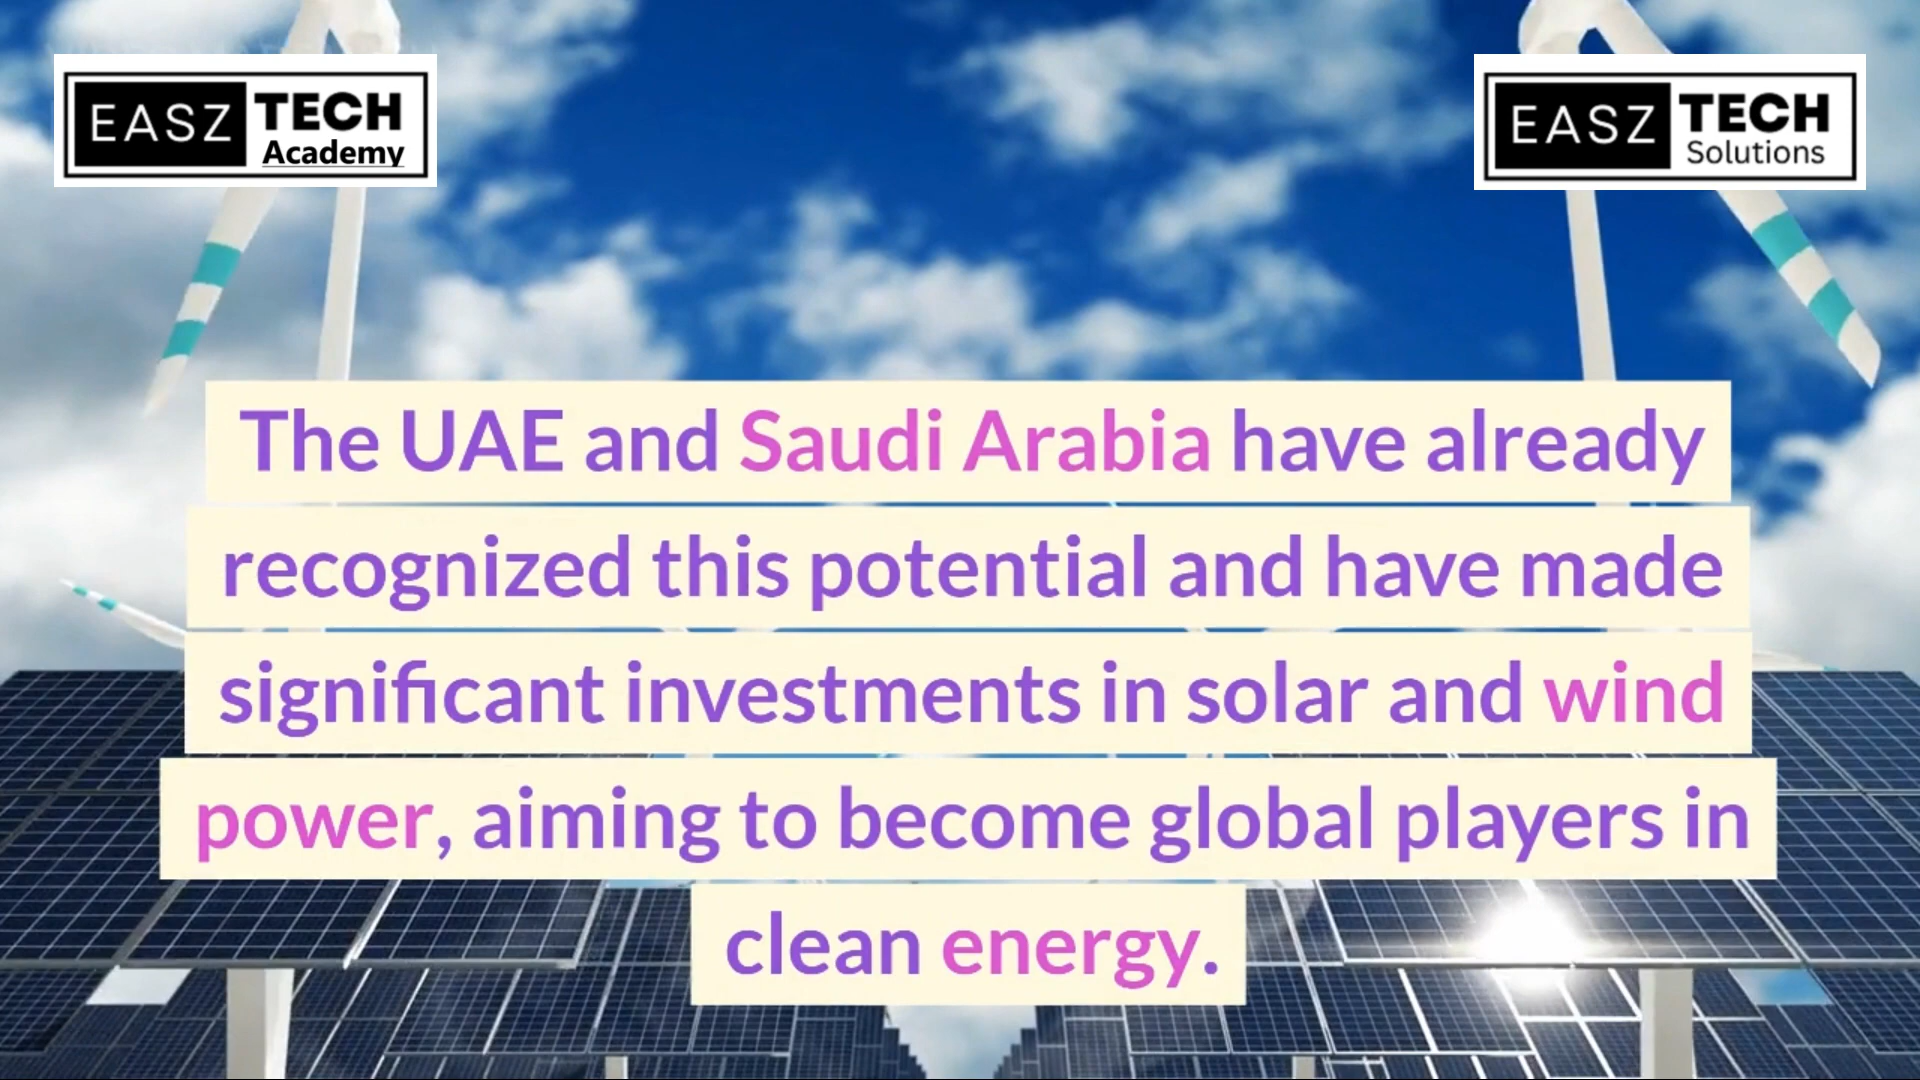 EASZ TECH
Academy
EASZ TECH
Solutions
The UAE and Saudi Arabia have already
recognized this potential and have made
significant investments in solar and wind
power, aiming to become global players in
clean energy.